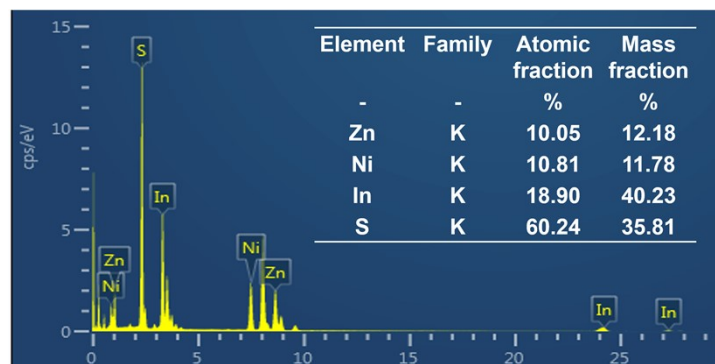 15
10
5
0
cps/eV
S
In
Zn
Ni
Ni
Zn
In
In
0 5 10 15 20 25
Element Family Atomic fraction Mass fraction
- - % %
Zn K 10.05 12.18
Ni K 10.81 11.78
In K 18.90 40.23
S K 60.24 35.81